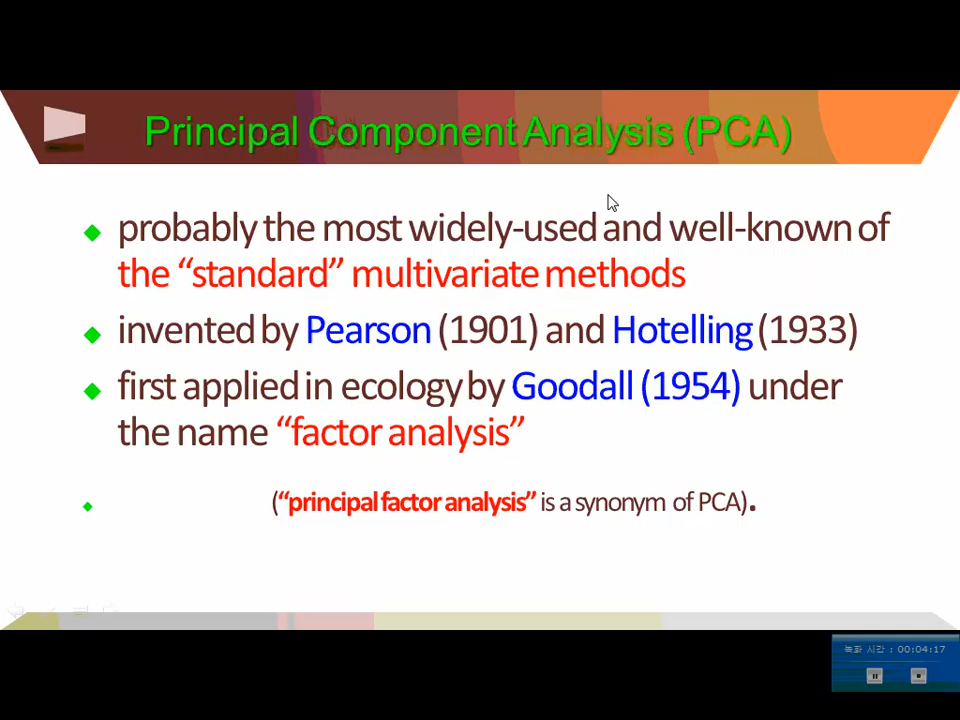 Principal Component Analysis (PCA)
probably the most widely-used and well-known of
the “standard” multivariate methods
invented by Pearson (1901) and Hotelling (1933)
first applied in ecology by Goodall (1954) under
the name “factor analysis”
(“principal factor analysis” is a synonym of PCA).
녹화 시간 : 00:04:17